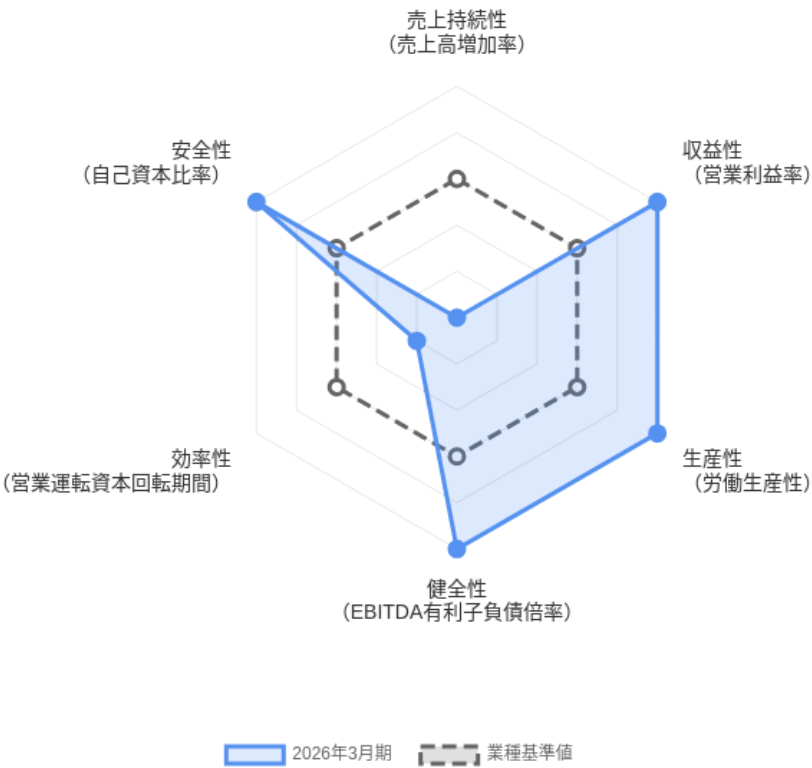 売上持続性
（売上高増加率）
安全性
（自己資本比率）
収益性
（営業利益率）
効率性
（営業運転資本回転期間）
生産性
（労働生産性）
健全性
（EBITDA有利子負債倍率）
2026年3月期
業種基準値